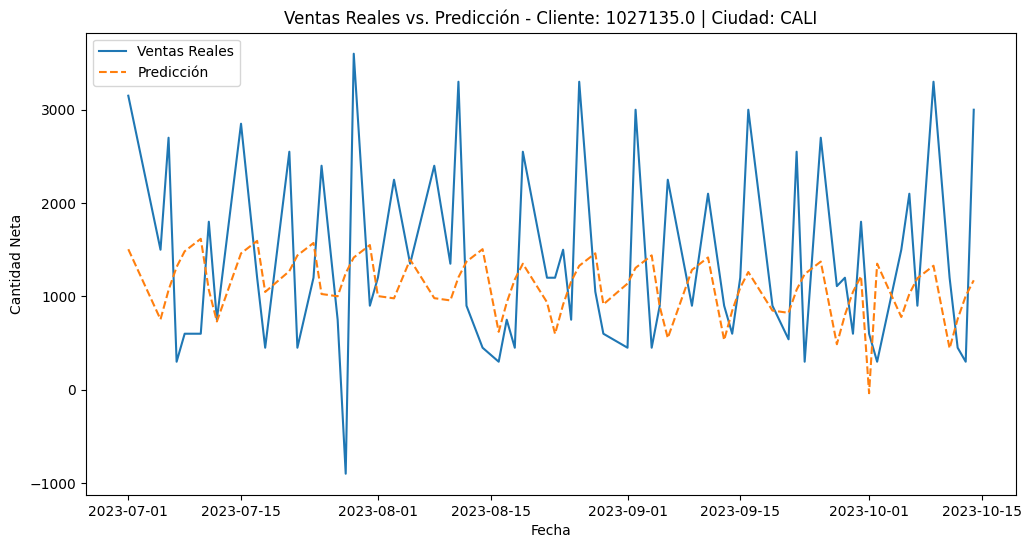 Ventas Reales vs. Predicción - Cliente: 1027135.0 | Ciudad: CALI
Ventas Reales
Predicción
Cantidad Neta
3000
2000
1000
0
−1000
2023-07-01
2023-07-15
2023-08-01
2023-08-15
2023-09-01
2023-09-15
2023-10-01
2023-10-15
Fecha